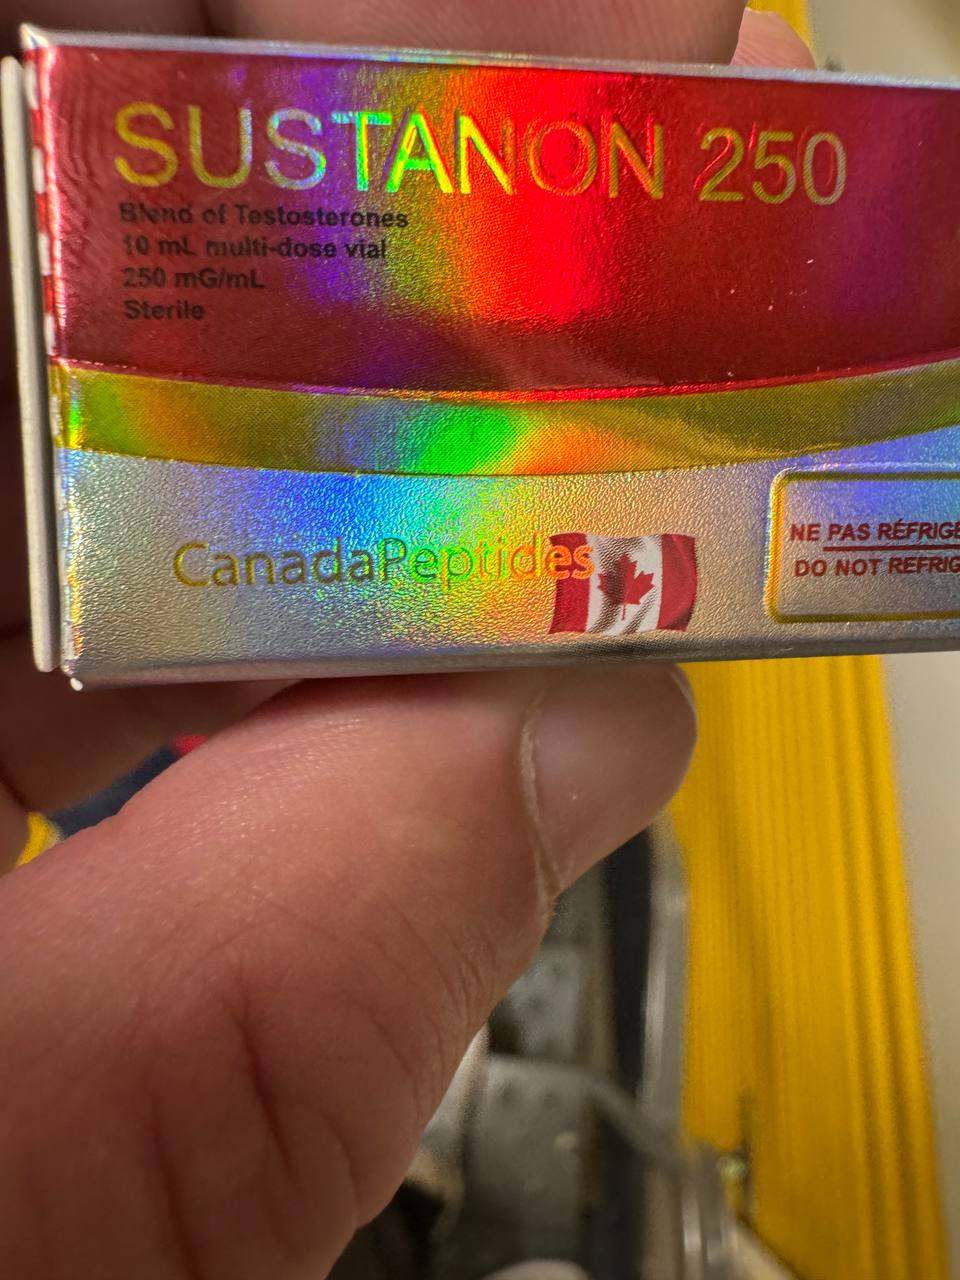 SUSTANON 250
Blend of Testosterones
10 mL multi-dose vial
250 mG/mL
Sterile
CanadaPeptides
NE PAS RÉFRIGÉ
DO NOT REFRIG